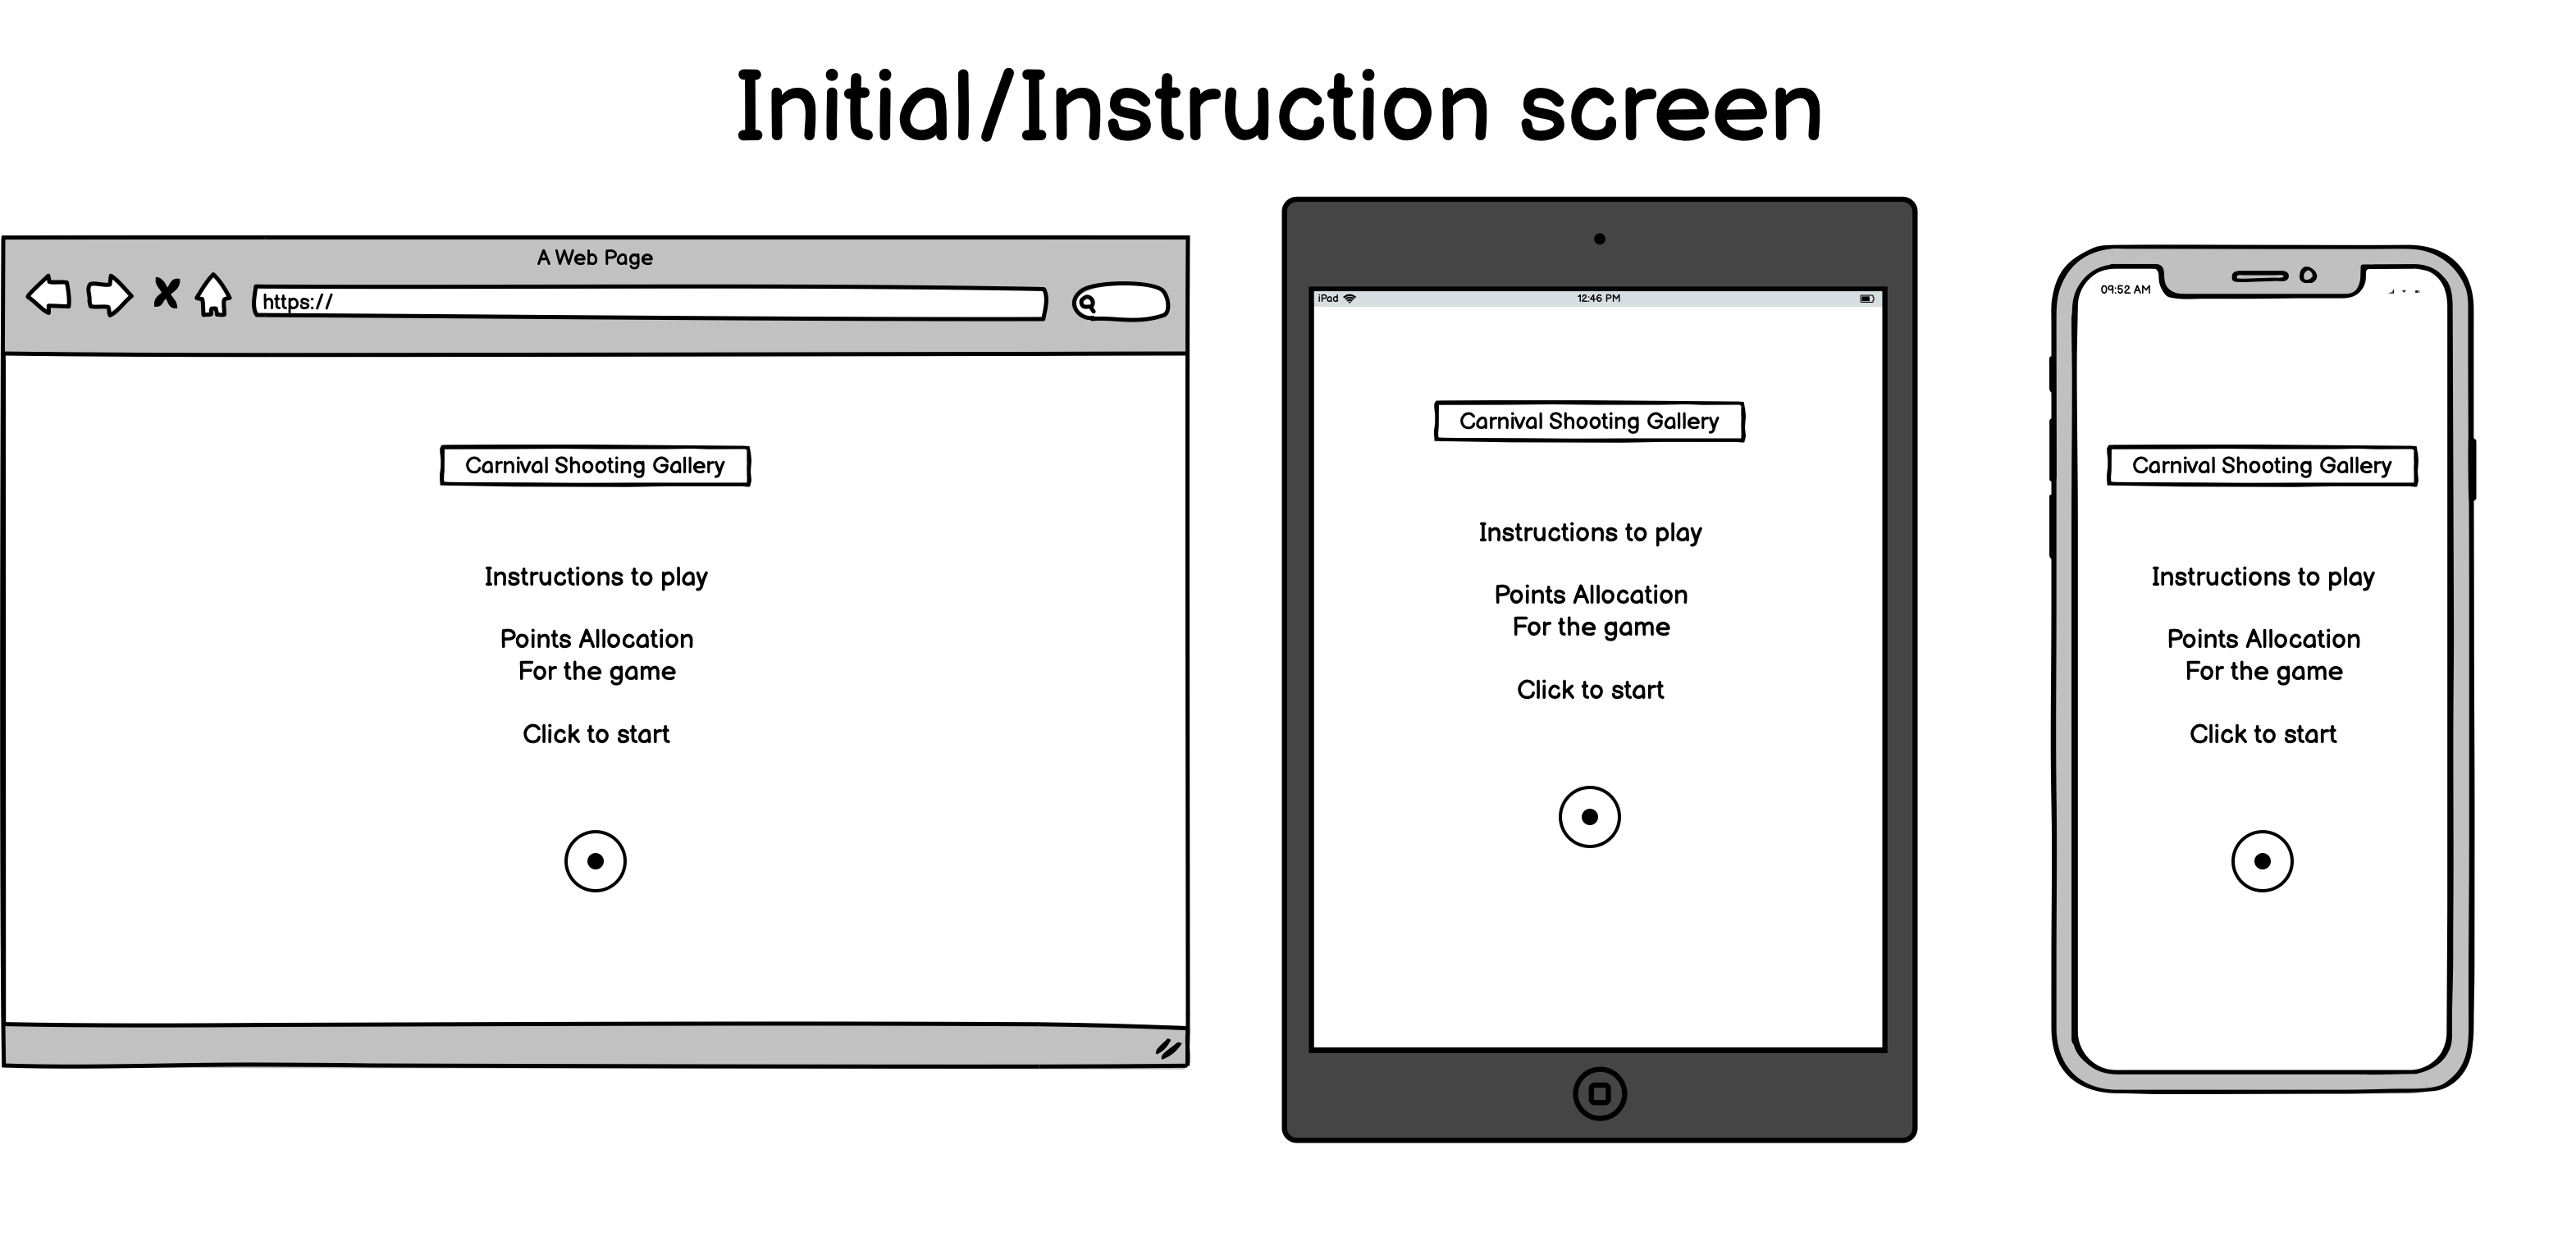 Initial/Instruction screen
A Web Page
https://
Carnival Shooting Gallery
Instructions to play
Points Allocation
For the game
Click to start
iPad
12:46 PM
Carnival Shooting Gallery
Instructions to play
Points Allocation
For the game
Click to start
09:52 AM
Carnival Shooting Gallery
Instructions to play
Points Allocation
For the game
Click to start